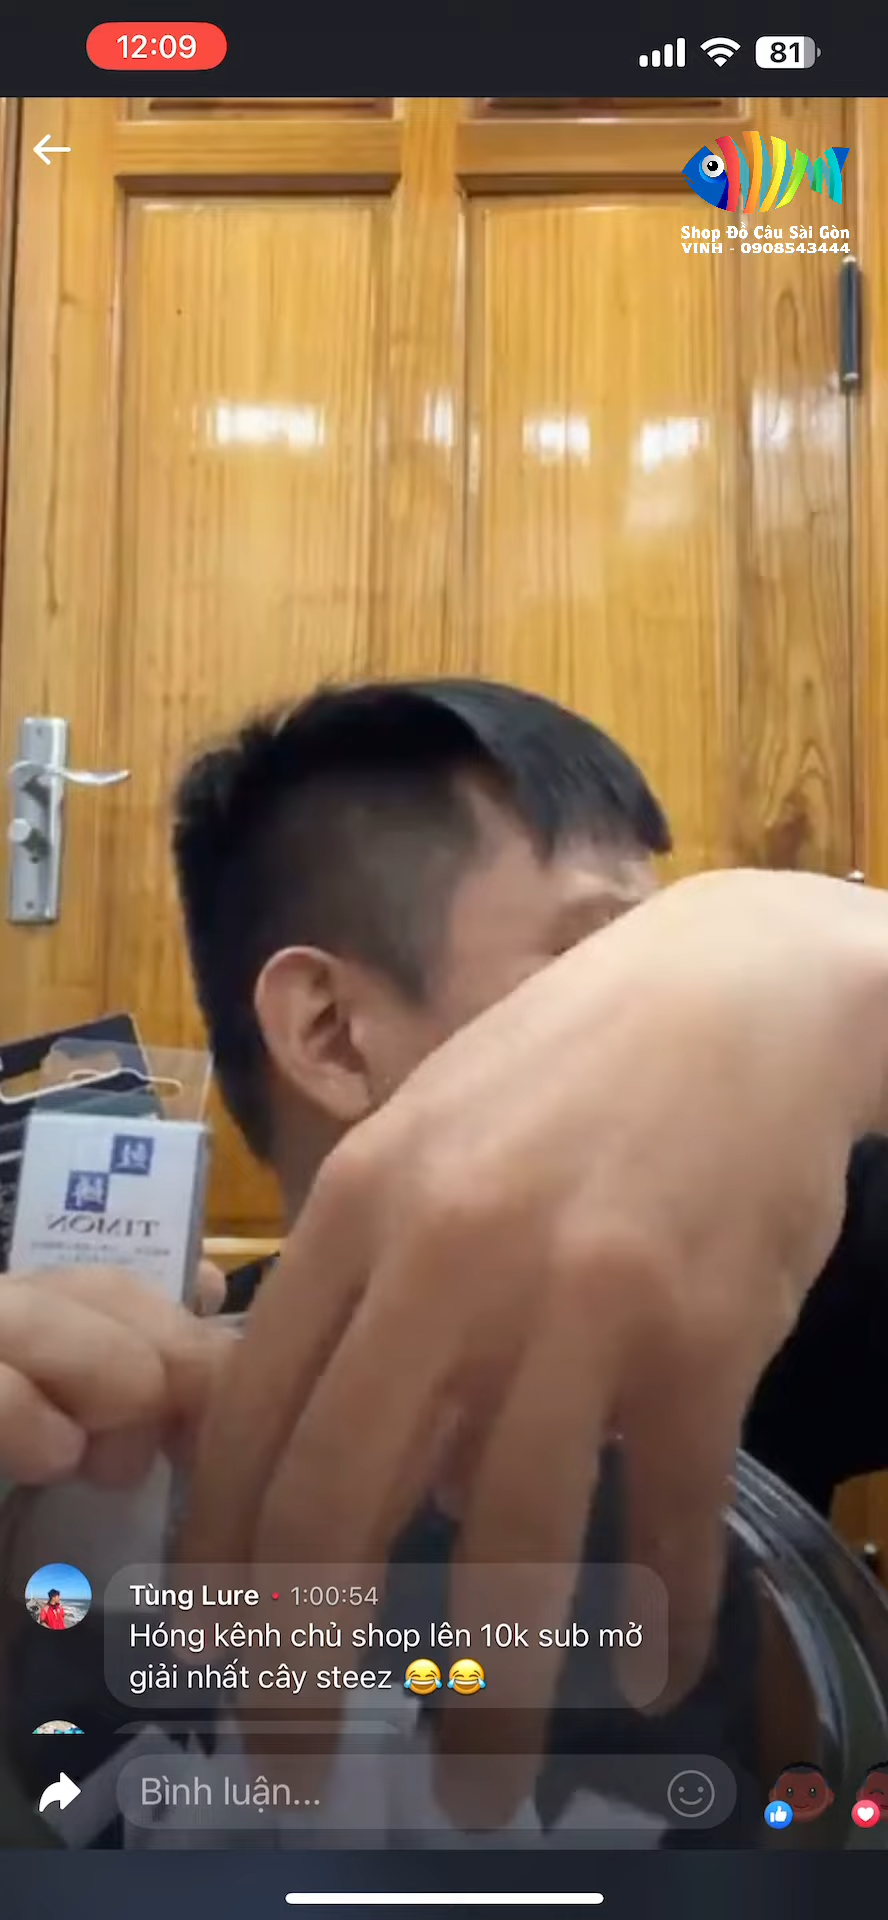 12:09
81
Shop Đồ Câu Sài Gòn
VINH - 0908543444
TIMON
Tùng Lure • 1:00:54
Hóng kênh chủ shop lên 10k sub mở
giải nhất cây steez 😂😂
Bình luận...